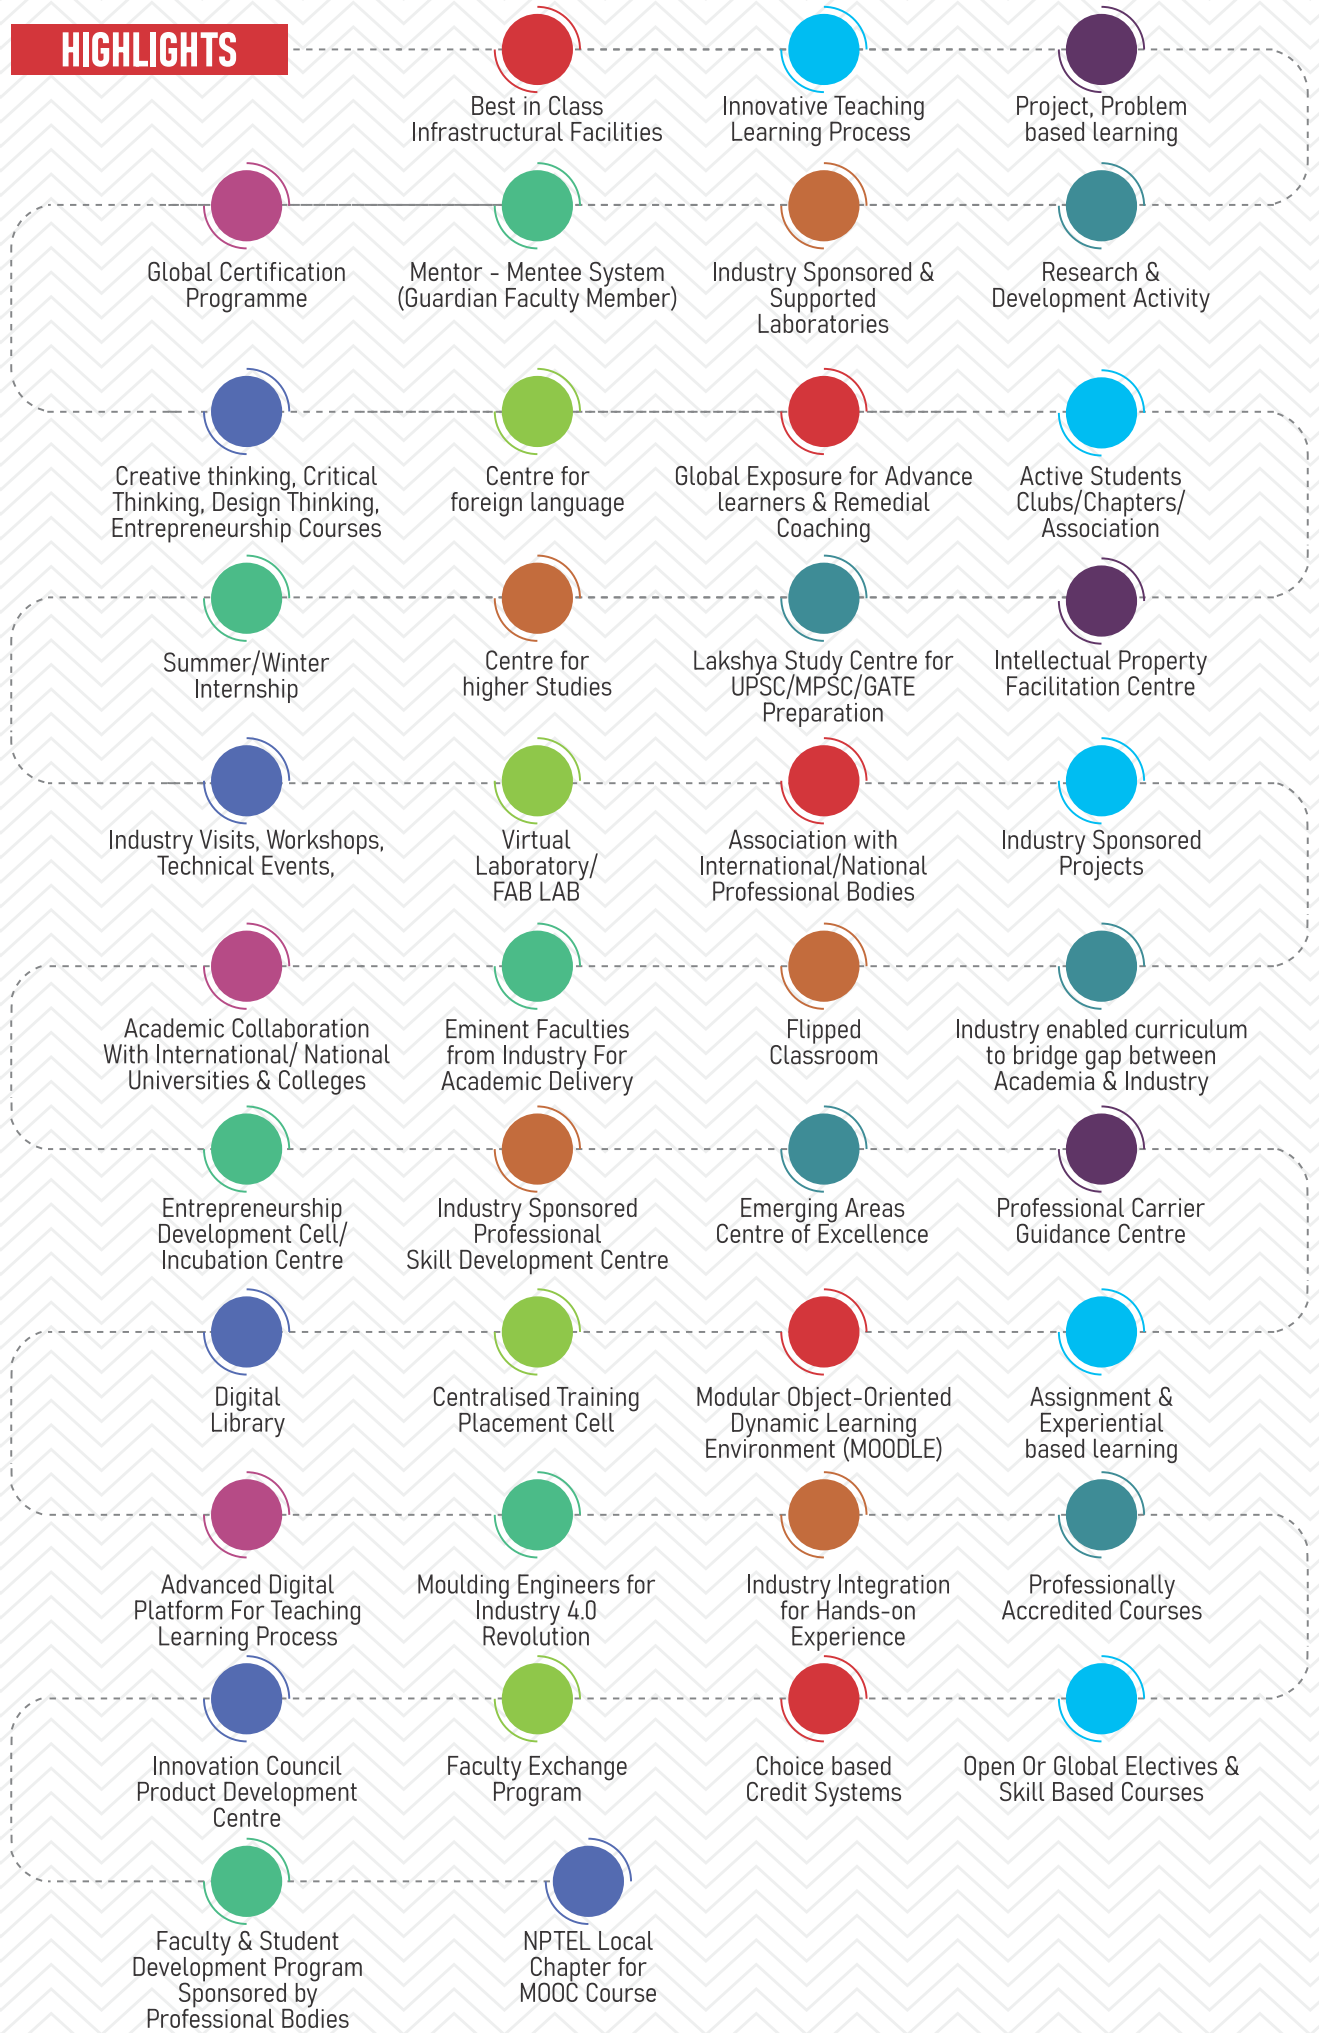 HIGHLIGHTS
Best in Class
Infrastructural Facilities
Innovative Teaching
Learning Process
Project, Problem
based learning
Global Certification
Programme
Mentor - Mentee System
(Guardian Faculty Member)
Industry Sponsored &
Supported
Laboratories
Research &
Development Activity
Creative thinking, Critical
Thinking, Design Thinking,
Entrepreneurship Courses
Centre for
foreign language
Global Exposure for Advance
learners & Remedial
Coaching
Active Students
Clubs/Chapters/
Association
Summer/Winter
Internship
Centre for
higher Studies
Lakshya Study Centre for
UPSC/MPSC/GATE
Preparation
Intellectual Property
Facilitation Centre
Industry Visits, Workshops,
Technical Events,
Virtual
Laboratory/
FAB LAB
Association with
International/National
Professional Bodies
Industry Sponsored
Projects
Academic Collaboration
With International/ National
Universities & Colleges
Eminent Faculties
from Industry For
Academic Delivery
Flipped
Classroom
Industry enabled curriculum
to bridge gap between
Academia & Industry
Entrepreneurship
Development Cell/
Incubation Centre
Industry Sponsored
Professional
Skill Development Centre
Emerging Areas
Centre of Excellence
Professional Carrier
Guidance Centre
Digital
Library
Centralised Training
Placement Cell
Modular Object-Oriented
Dynamic Learning
Environment (MOODLE)
Assignment &
Experiential
based learning
Advanced Digital
Platform For Teaching
Learning Process
Moulding Engineers for
Industry 4.0
Revolution
Industry Integration
for Hands-on
Experience
Professionally
Accredited Courses
Innovation Council
Product Development
Centre
Faculty Exchange
Program
Choice based
Credit Systems
Open Or Global Electives &
Skill Based Courses
Faculty & Student
Development Program
Sponsored by
Professional Bodies
NPTEL Local
Chapter for
MOOC Course